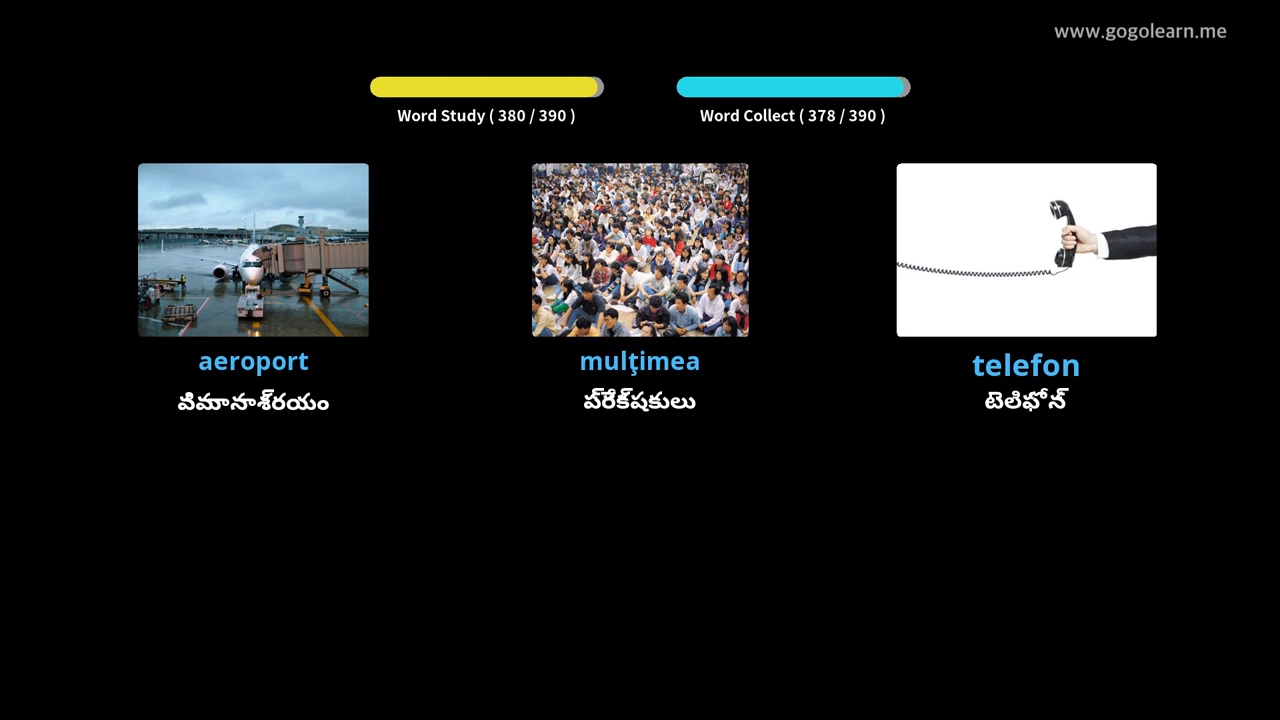 www.gogolearn.me
Word Study ( 380 / 390 )
Word Collect ( 378 / 390 )
aeroport
mulţimea
telefon
విమానాశ్రయం
ప్రేక్షకులు
టెలిఫోన్